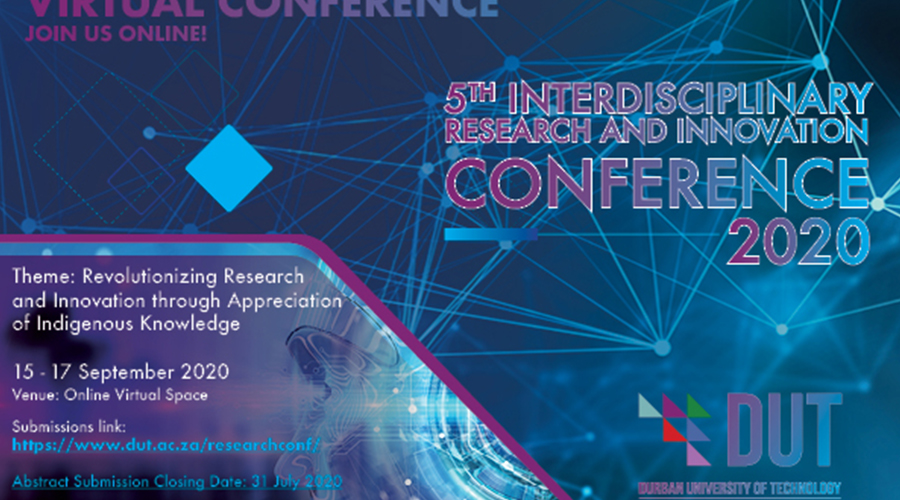 VIRTUAL CONFERENCE
JOIN US ONLINE!
5TH INTERDISCIPLINARY
RESEARCH AND INNOVATION
CONFERENCE
2020
Theme: Revolutionizing Research
and Innovation through Appreciation
of Indigenous Knowledge
15 - 17 September 2020
Venue: Online Virtual Space
Submissions link:
https://www.dut.ac.za/researchconf/
Abstract Submission Closing Date: 31 July 2020
DUT
DURBAN UNIVERSITY OF TECHNOLOGY